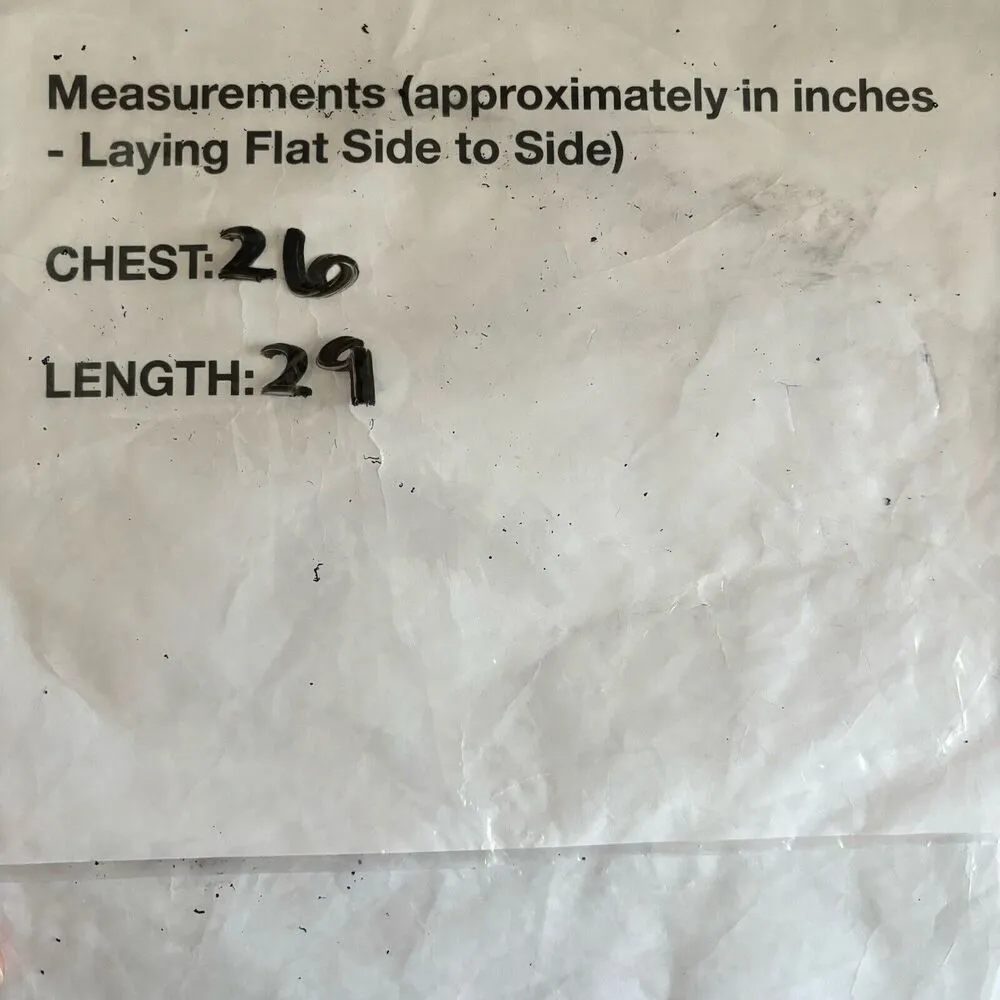 Measurements (approximately in inches
- Laying Flat Side to Side)
CHEST: 26
LENGTH: 29